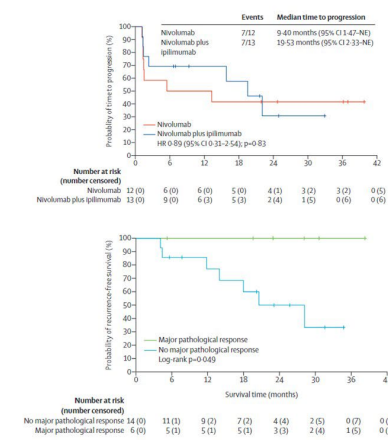 Events Median time to progression
Nivolumab 7/12 9·40 months (95% CI 1·47–NE)
Nivolumab plus 7/13 19·53 months (95% CI 2·33–NE)
ipilimumab
Probablity of time to progression (%)
100
90
80
70
60
50
40
30
20
10
0
Nivolumab
Nivolumab plus ipilimumab
HR 0·89 (95% CI 0·31–2·54); p=0·83
0 6 12 18 24 30 36 42
Number at risk
(number censored)
Nivolumab 12 (0) 6 (0) 6 (0) 5 (0) 4 (1) 3 (2) 3 (2) 0 (5)
Nivolumab plus ipilimumab 13 (0) 9 (0) 6 (3) 5 (3) 2 (4) 1 (5) 0 (6) 0 (6)
Probability of recurrence-free survival (%)
100
90
80
70
60
50
40
30
20
10
0
Major pathological response
No major pathological response
Log-rank p=0·049
0 6 12 18 24 30 36
Survival time (months)
Number at risk
(number censored)
No major pathological response 14 (0) 11 (1) 9 (2) 7 (2) 4 (4) 2 (5) 0 (7) 0
Major pathological response 6 (0) 5 (1) 5 (1) 5 (1) 3 (3) 2 (4) 1 (5) 0